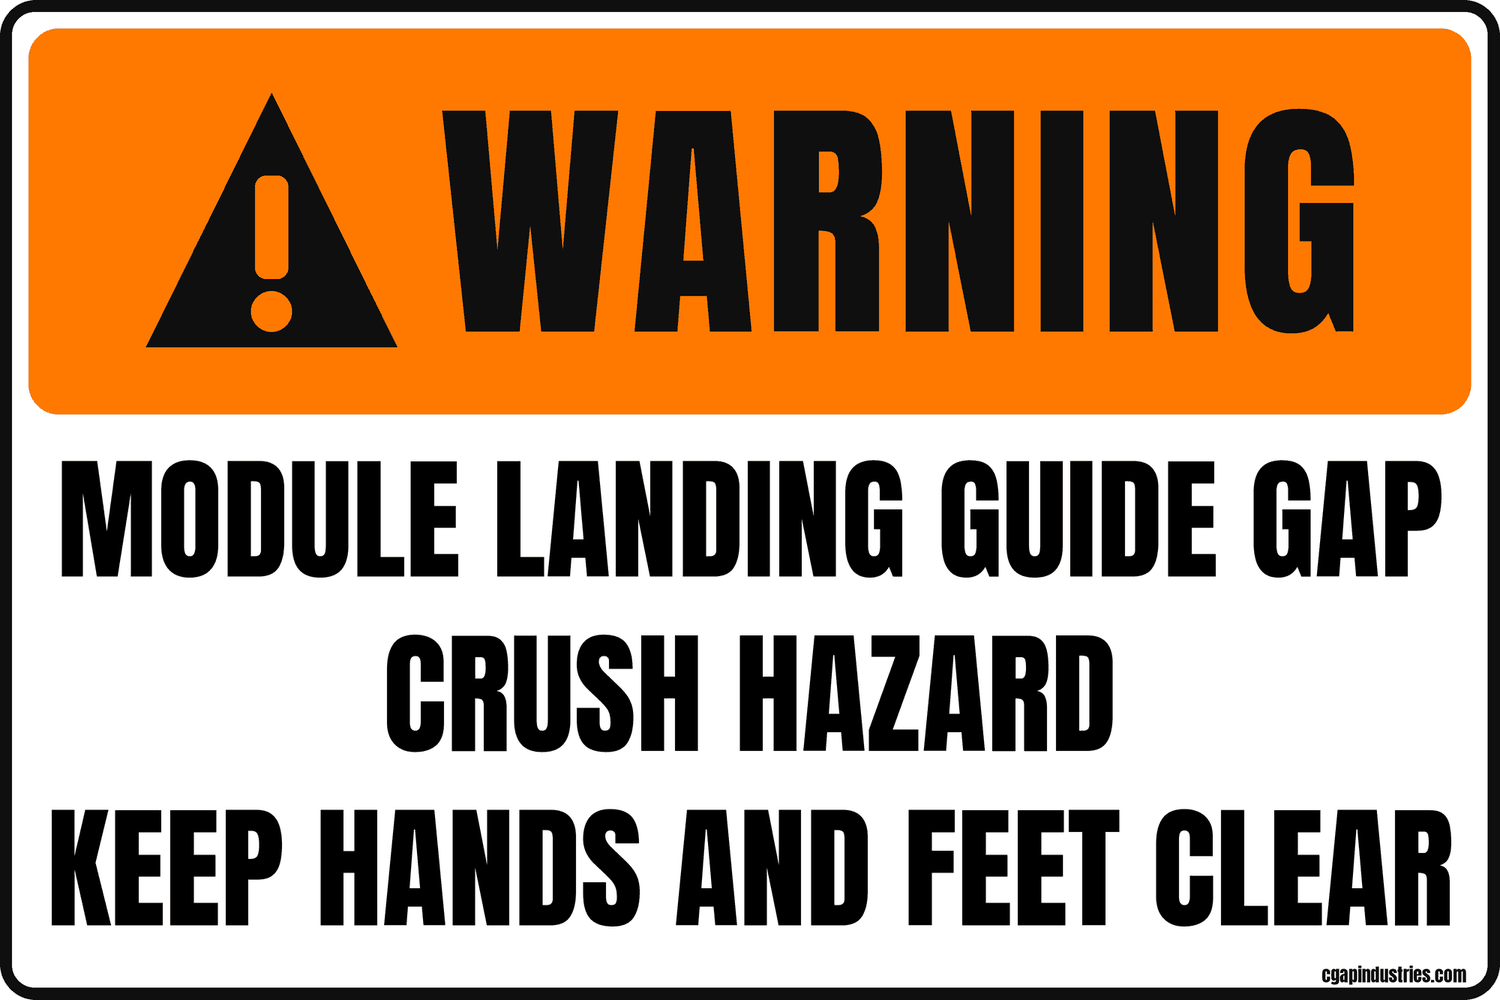 WARNING
MODULE LANDING GUIDE GAP
CRUSH HAZARD
KEEP HANDS AND FEET CLEAR
cgapindustries.com